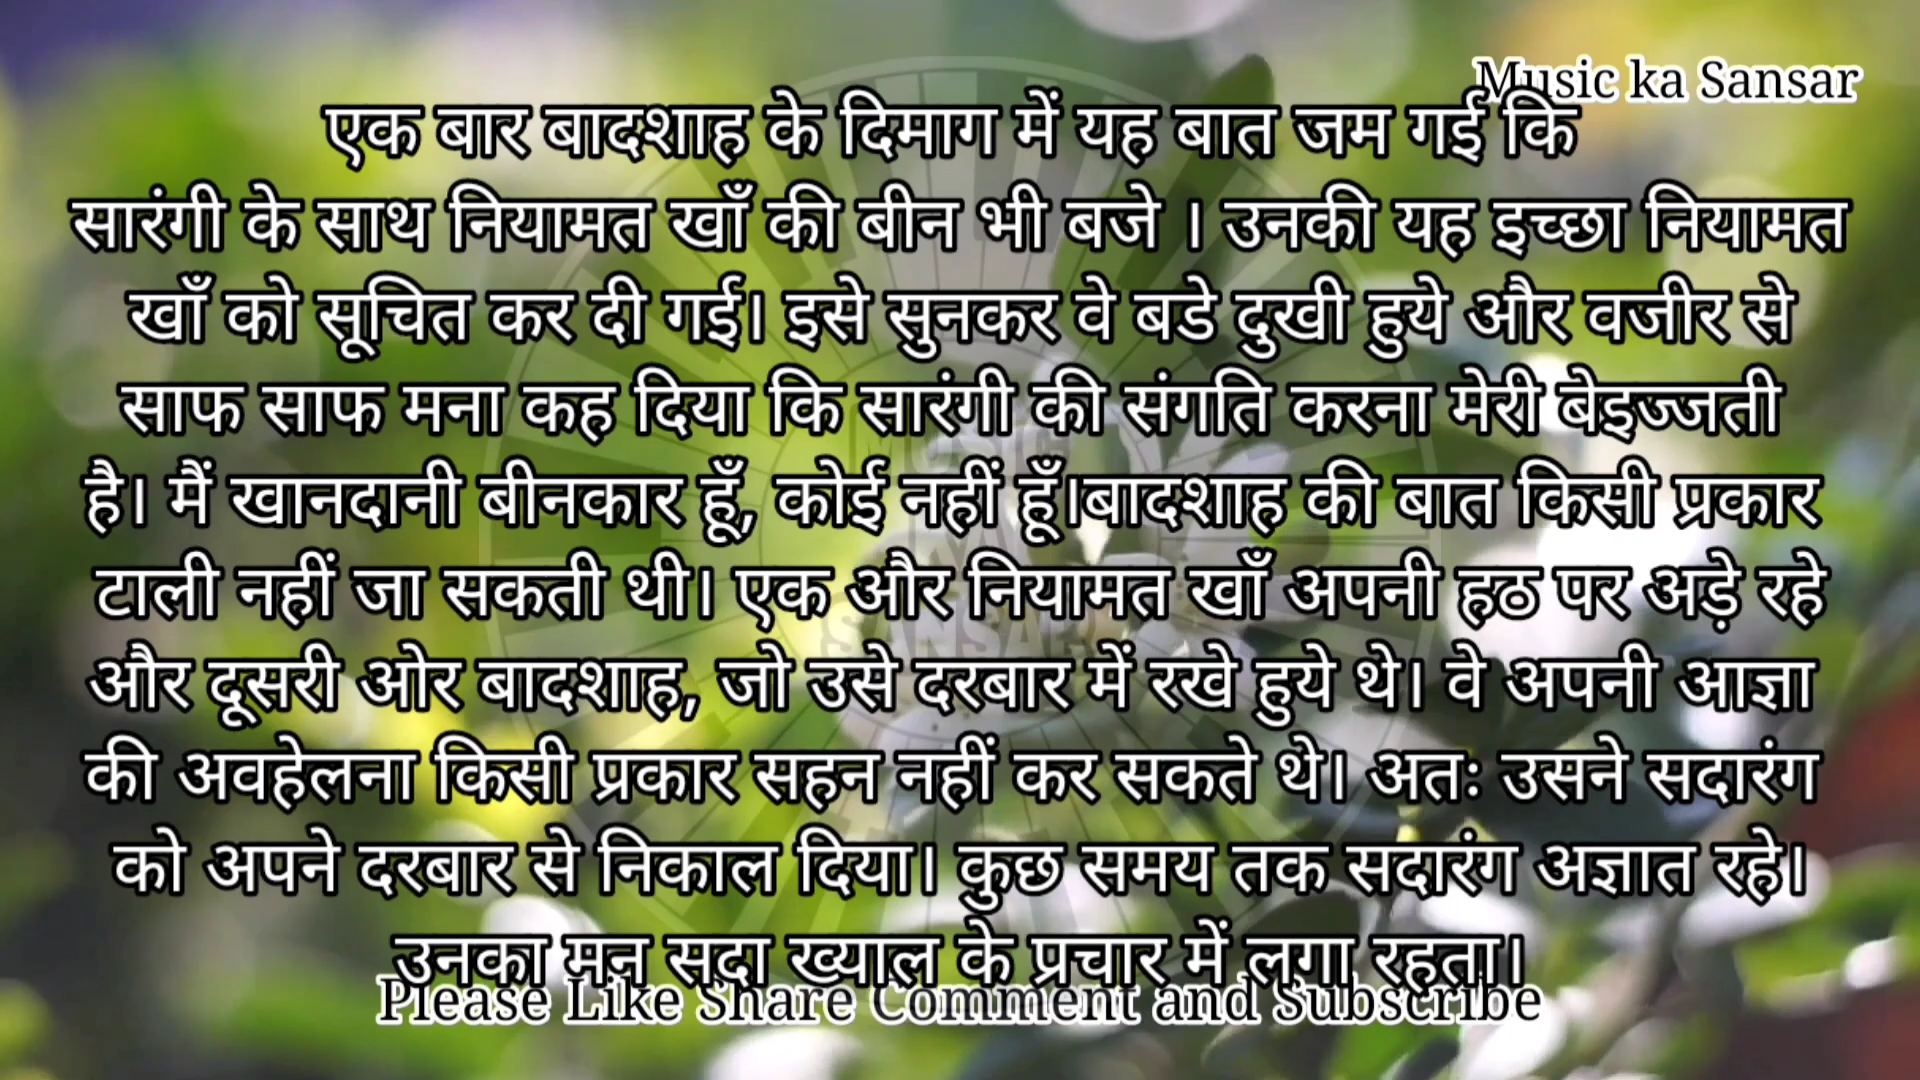 Music ka Sansar
एक बार बादशाह के दिमाग में यह बात जम गई कि
सारंगी के साथ नियामत खाँ की बीन भी बजे । उनकी यह इच्छा नियामत
खाँ को सूचित कर दी गई। इसे सुनकर वे बडे दुखी हुये और वजीर से
साफ साफ मना कह दिया कि सारंगी की संगति करना मेरी बेइज्जती
है। मैं खानदानी बीनकार हूँ, कोई नहीं हूँ।बादशाह की बात किसी प्रकार
टाली नहीं जा सकती थी। एक और नियामत खाँ अपनी हठ पर अड़े रहे
और दूसरी ओर बादशाह, जो उसे दरबार में रखे हुये थे। वे अपनी आज्ञा
की अवहेलना किसी प्रकार सहन नहीं कर सकते थे। अतः उसने सदारंग
को अपने दरबार से निकाल दिया। कुछ समय तक सदारंग अज्ञात रहे।
उनका मन सदा ख्याल के प्रचार में लगा रहता।
Please Like Share Comment and Subscribe
MUSIC
KA
SANSAR